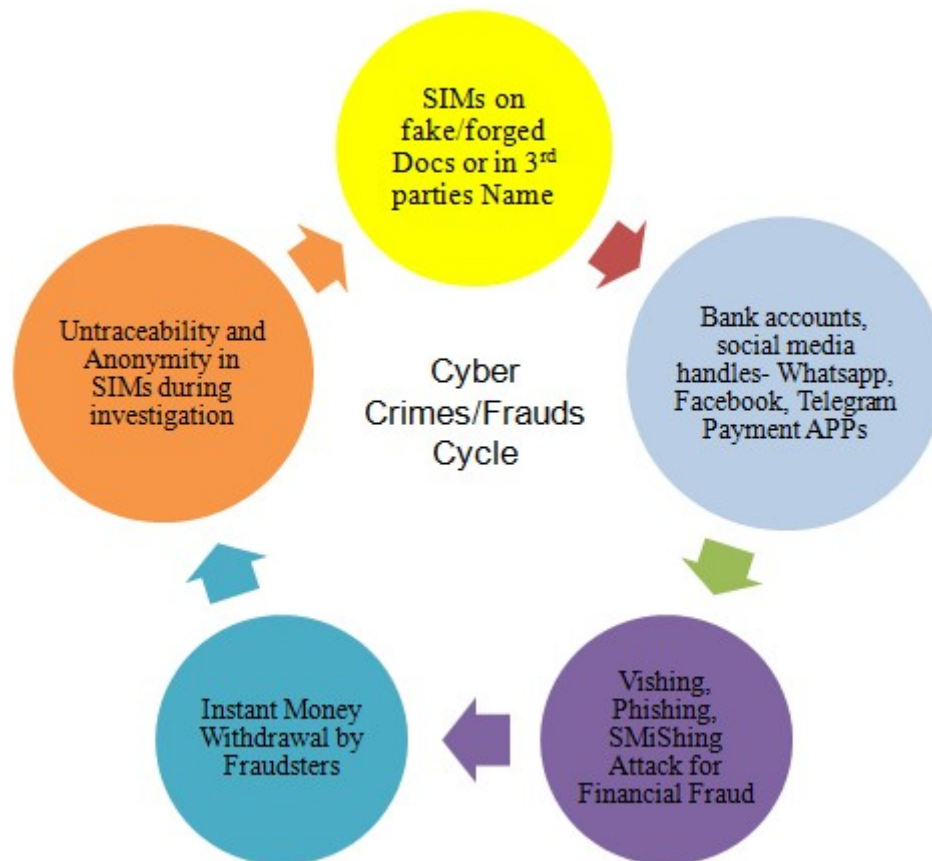 SIMs on
fake/forged
Docs or in 3rd
parties Name
Bank accounts,
social media
handles- Whatsapp,
Facebook, Telegram
Payment APPs
Vishing,
Phishing,
SMiShing
Attack for
Financial Fraud
Instant Money
Withdrawal by
Fraudsters
Untraceability and
Anonymity in
SIMs during
investigation
Cyber
Crimes/Frauds
Cycle